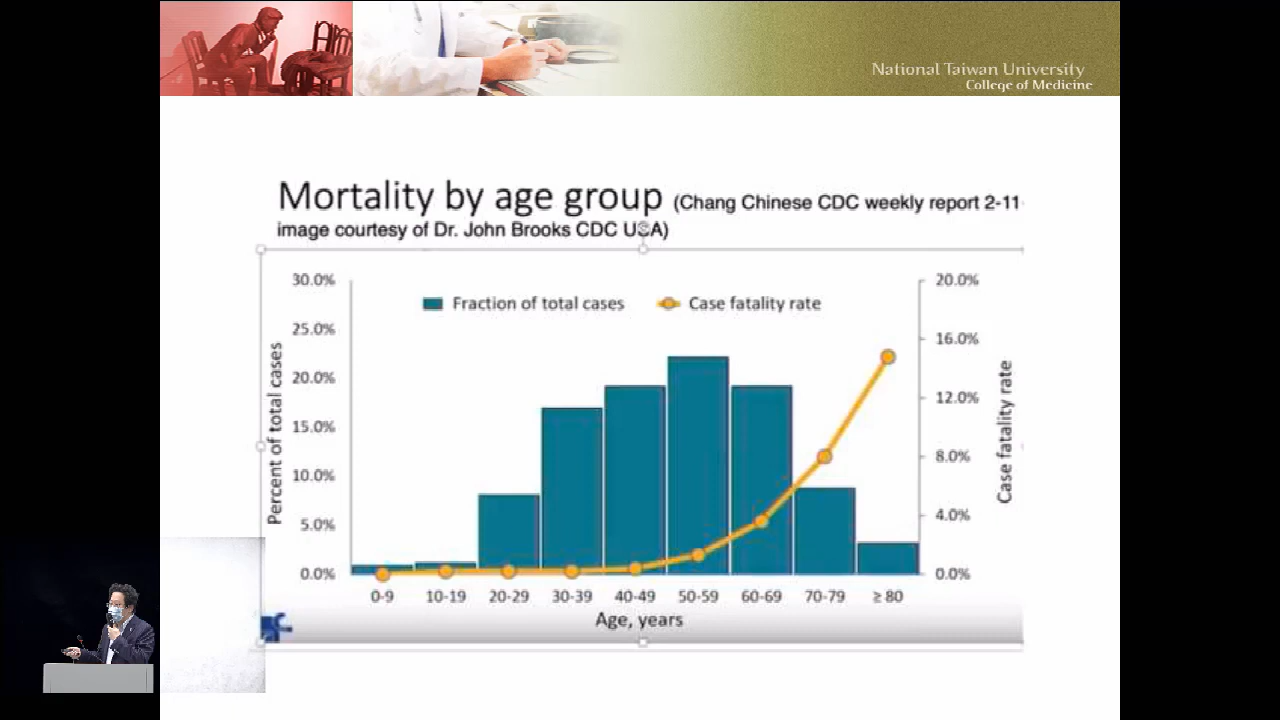 National Taiwan University
College of Medicine
Mortality by age group (Chang Chinese CDC weekly report 2-11
image courtesy of Dr. John Brooks CDC USA)
30.0%
25.0%
20.0%
15.0%
10.0%
5.0%
0.0%
Percent of total cases
Fraction of total cases
Case fatality rate
20.0%
16.0%
12.0%
8.0%
4.0%
0.0%
Case fatality rate
0-9 10-19 20-29 30-39 40-49 50-59 60-69 70-79 ≥ 80
Age, years